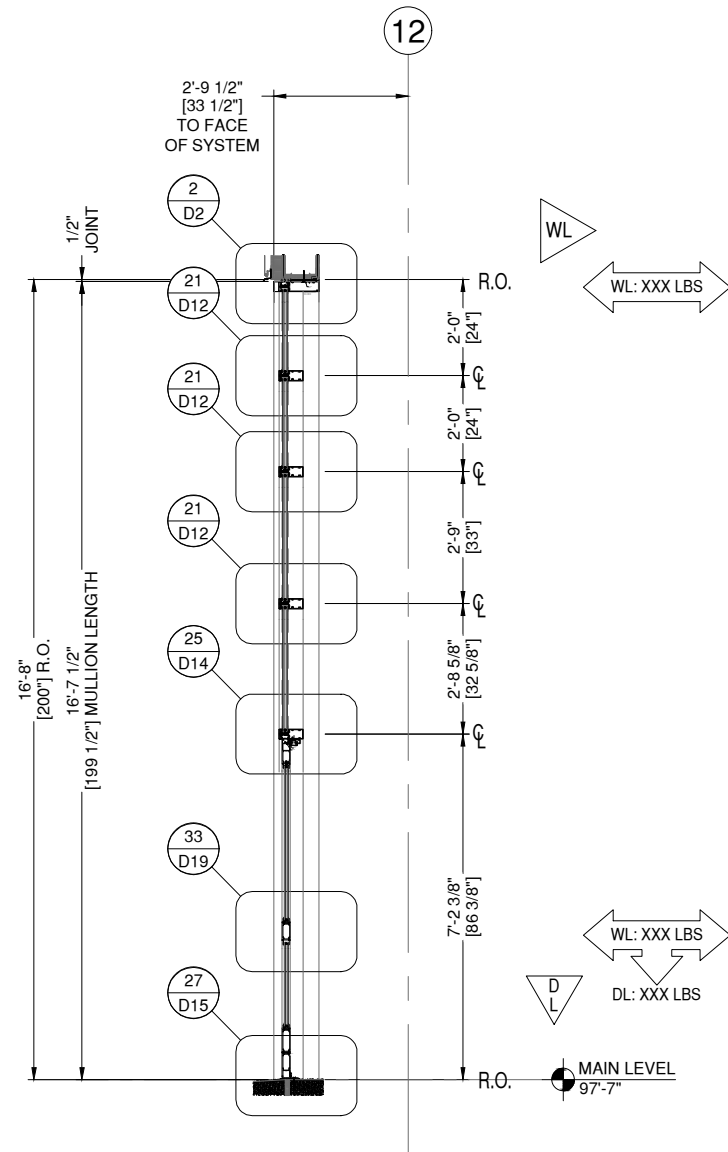 12
2'-9 1/2"
[33 1/2"]
TO FACE
OF SYSTEM
2
D2
1/2"
JOINT
WL
R.O.
WL: XXX LBS
21
D12
2'-0"
[24"]
℄
21
D12
2'-0"
[24"]
℄
21
D12
2'-9"
[33"]
℄
25
D14
2'-8 5/8"
[32 5/8"]
℄
16'-8"
[200"] R.O.
16'-7 1/2"
[199 1/2"] MULLION LENGTH
33
D19
7'-2 3/8"
[86 3/8"]
WL: XXX LBS
DL: XXX LBS
D
L
27
D15
R.O.
MAIN LEVEL
97'-7"